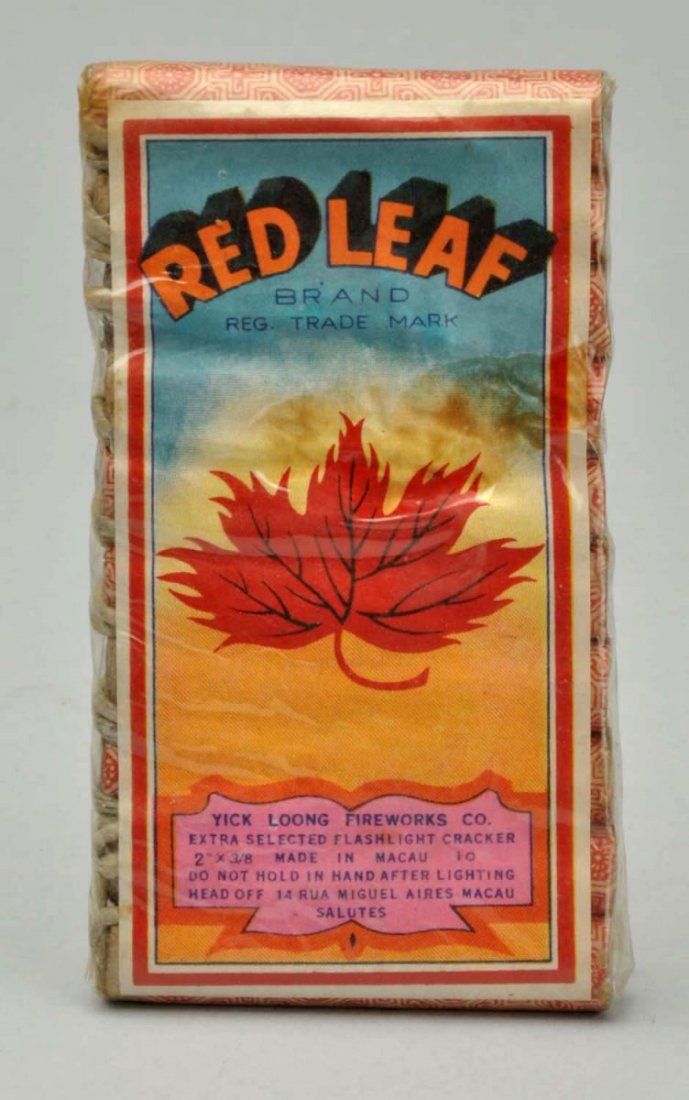 RED LEAF
BRAND
REG. TRADE MARK
YICK LOONG FIREWORKS CO.
EXTRA SELECTED FLASHLIGHT CRACKER
2"X 3/8 MADE IN MACAU 10
DO NOT HOLD IN HAND AFTER LIGHTING
HEAD OFF. 14 RUA MIGUEL AIRES MACAU
SALUTES